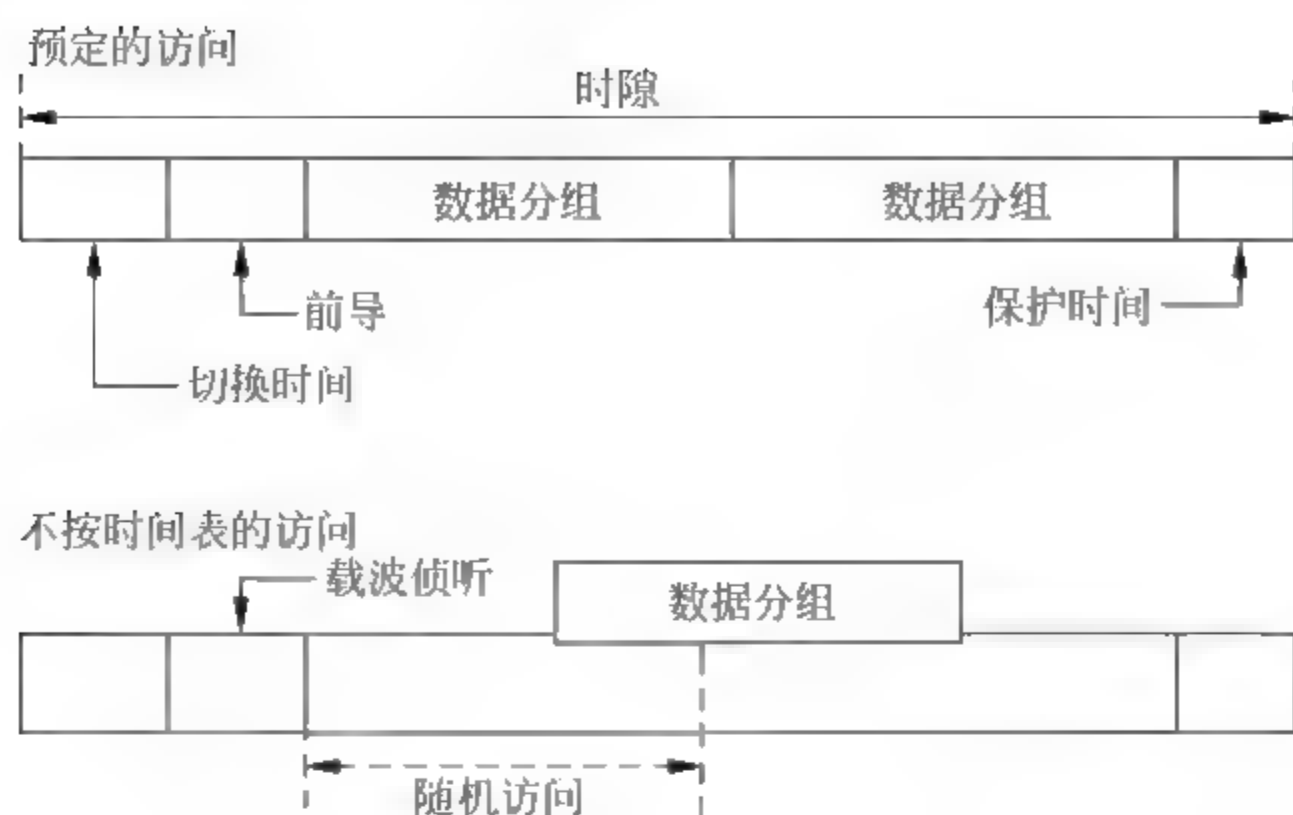 预定的访问
时隙
数据分组
数据分组
前导
保护时间
切换时间
不按时间表的访问
载波侦听
数据分组
随机访问